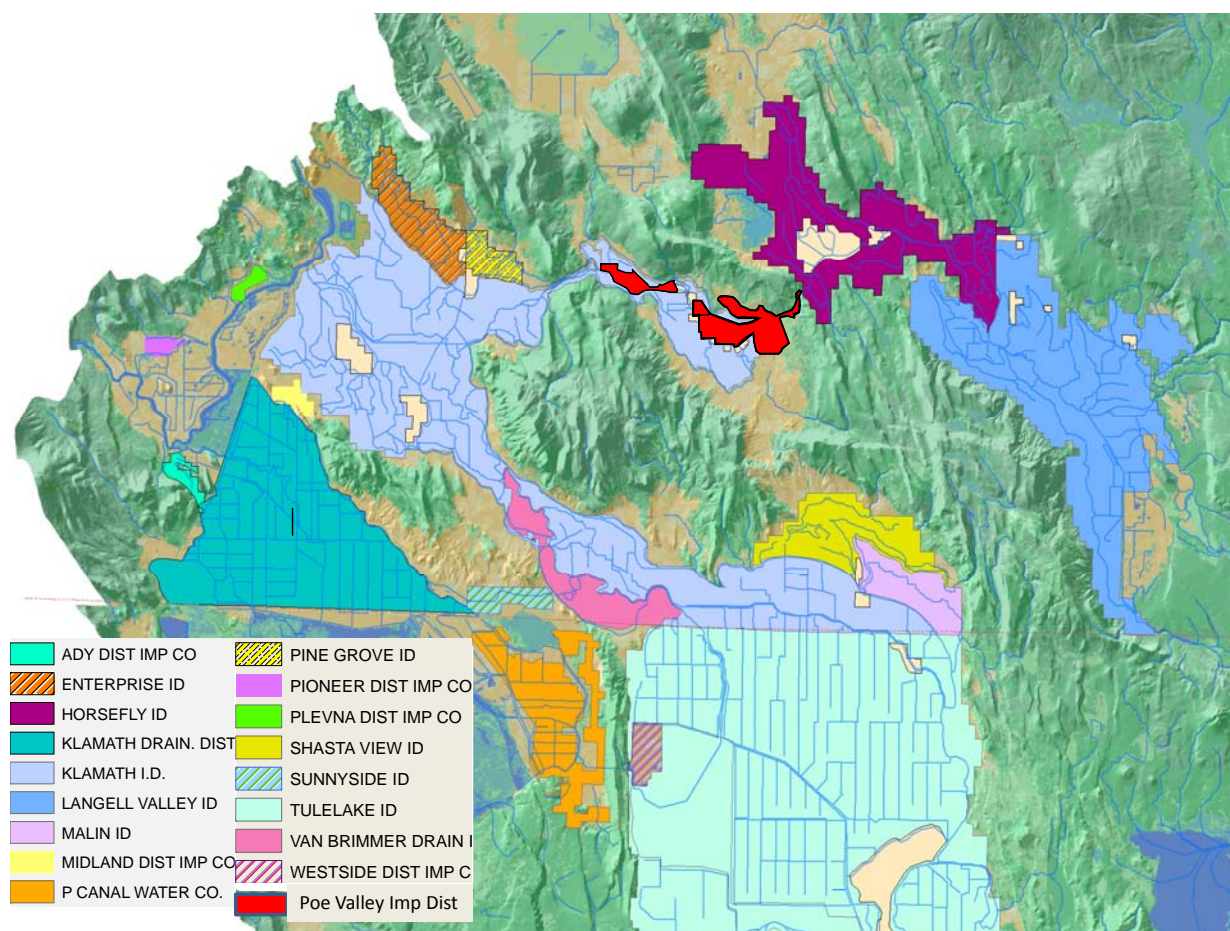 ADY DIST IMP CO
ENTERPRISE ID
HORSEFLY ID
KLAMATH DRAIN. DIST
KLAMATH I.D.
LANGELL VALLEY ID
MALIN ID
MIDLAND DIST IMP CO
P CANAL WATER CO.
PINE GROVE ID
PIONEER DIST IMP CO
PLEVNA DIST IMP CO
SHASTA VIEW ID
SUNNYSIDE ID
TULELAKE ID
VAN BRIMMER DRAIN I
WESTSIDE DIST IMP C
Poe Valley Imp Dist